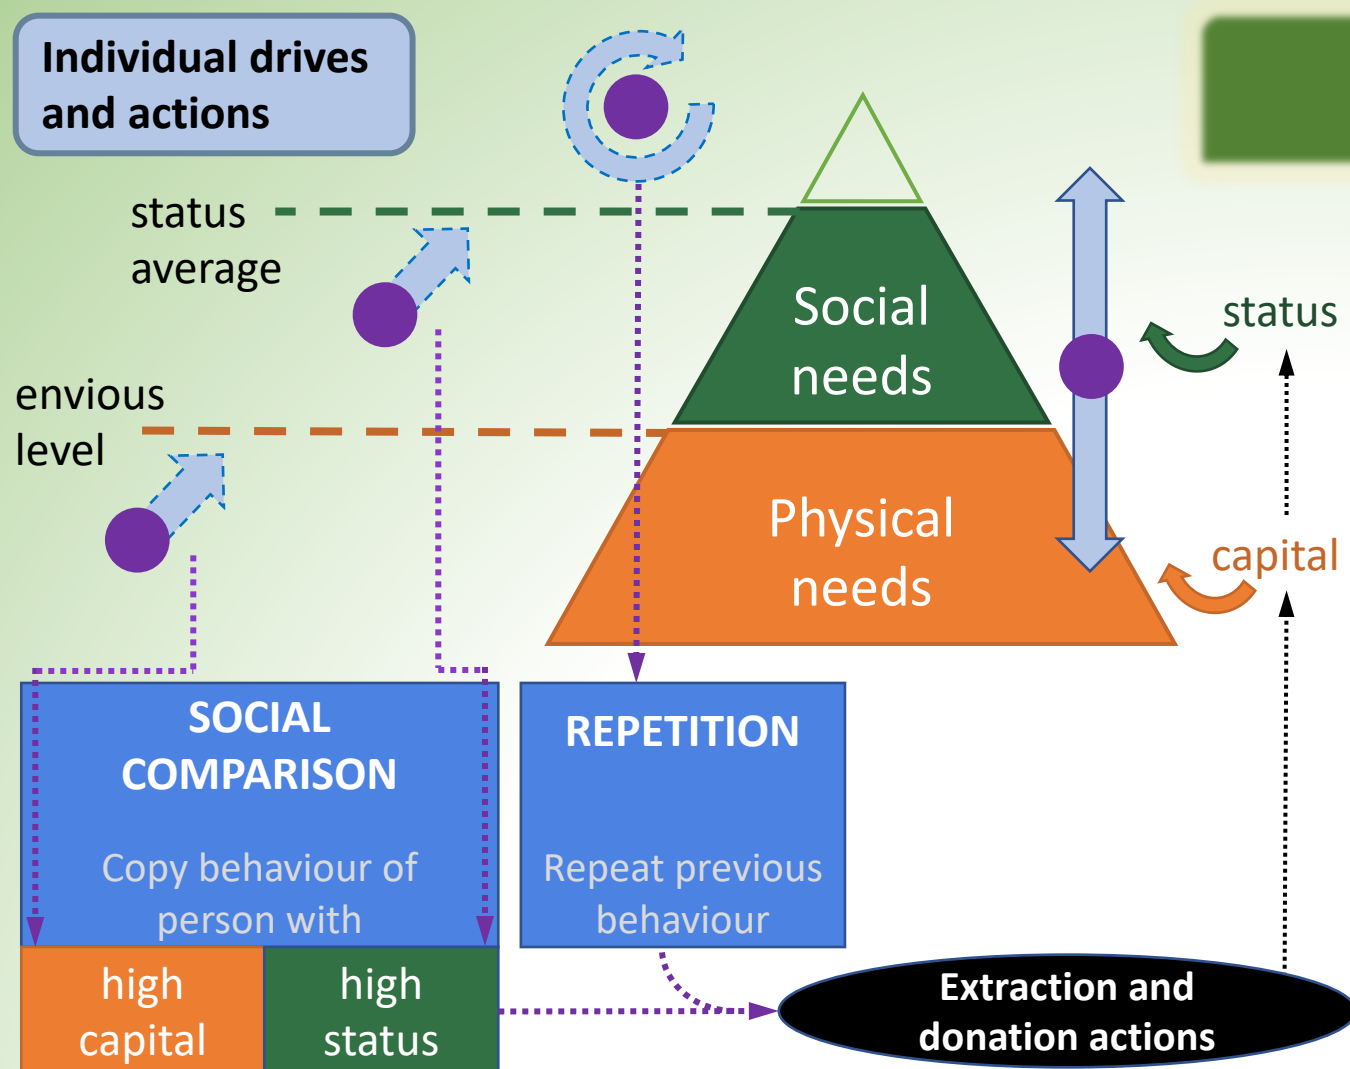 Individual drives
and actions
status
average
envious
level
Social
needs
Physical
needs
status
capital
SOCIAL
COMPARISON
Copy behaviour of
person with
high
capital
high
status
REPETITION
Repeat previous
behaviour
Extraction and
donation actions